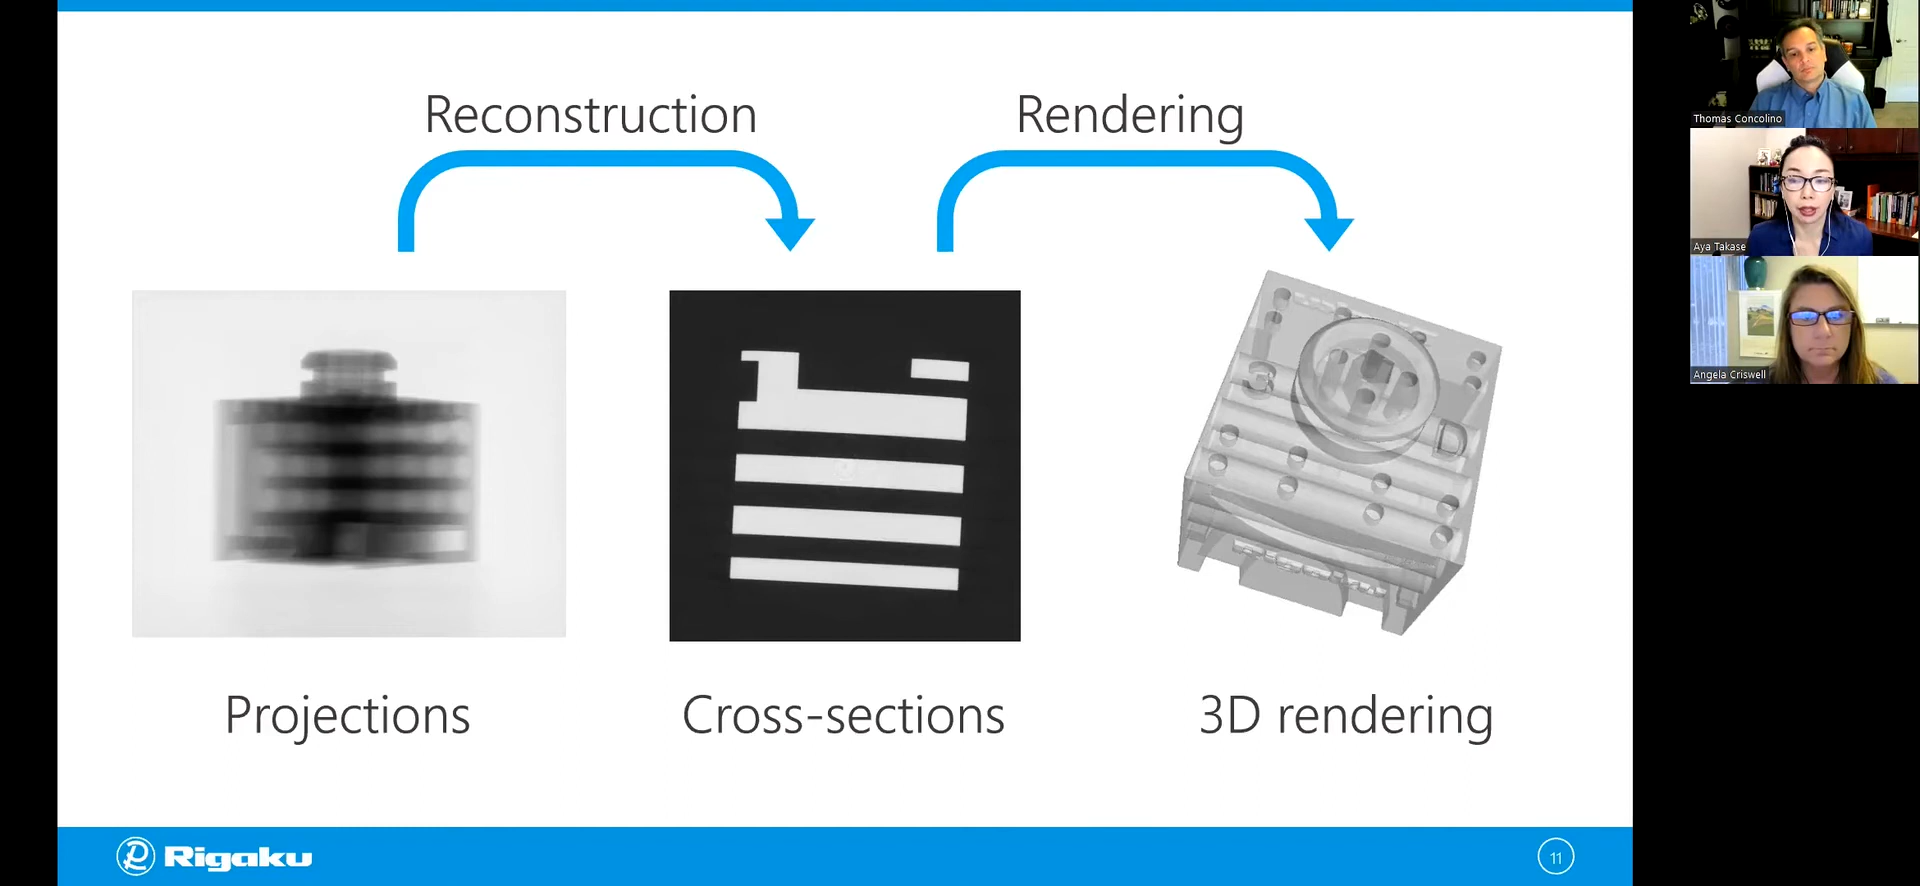 Reconstruction
Rendering
Projections
Cross-sections
3D rendering
Rigaku
11
Thomas Concolino
Aya Takase
Angela Criswell